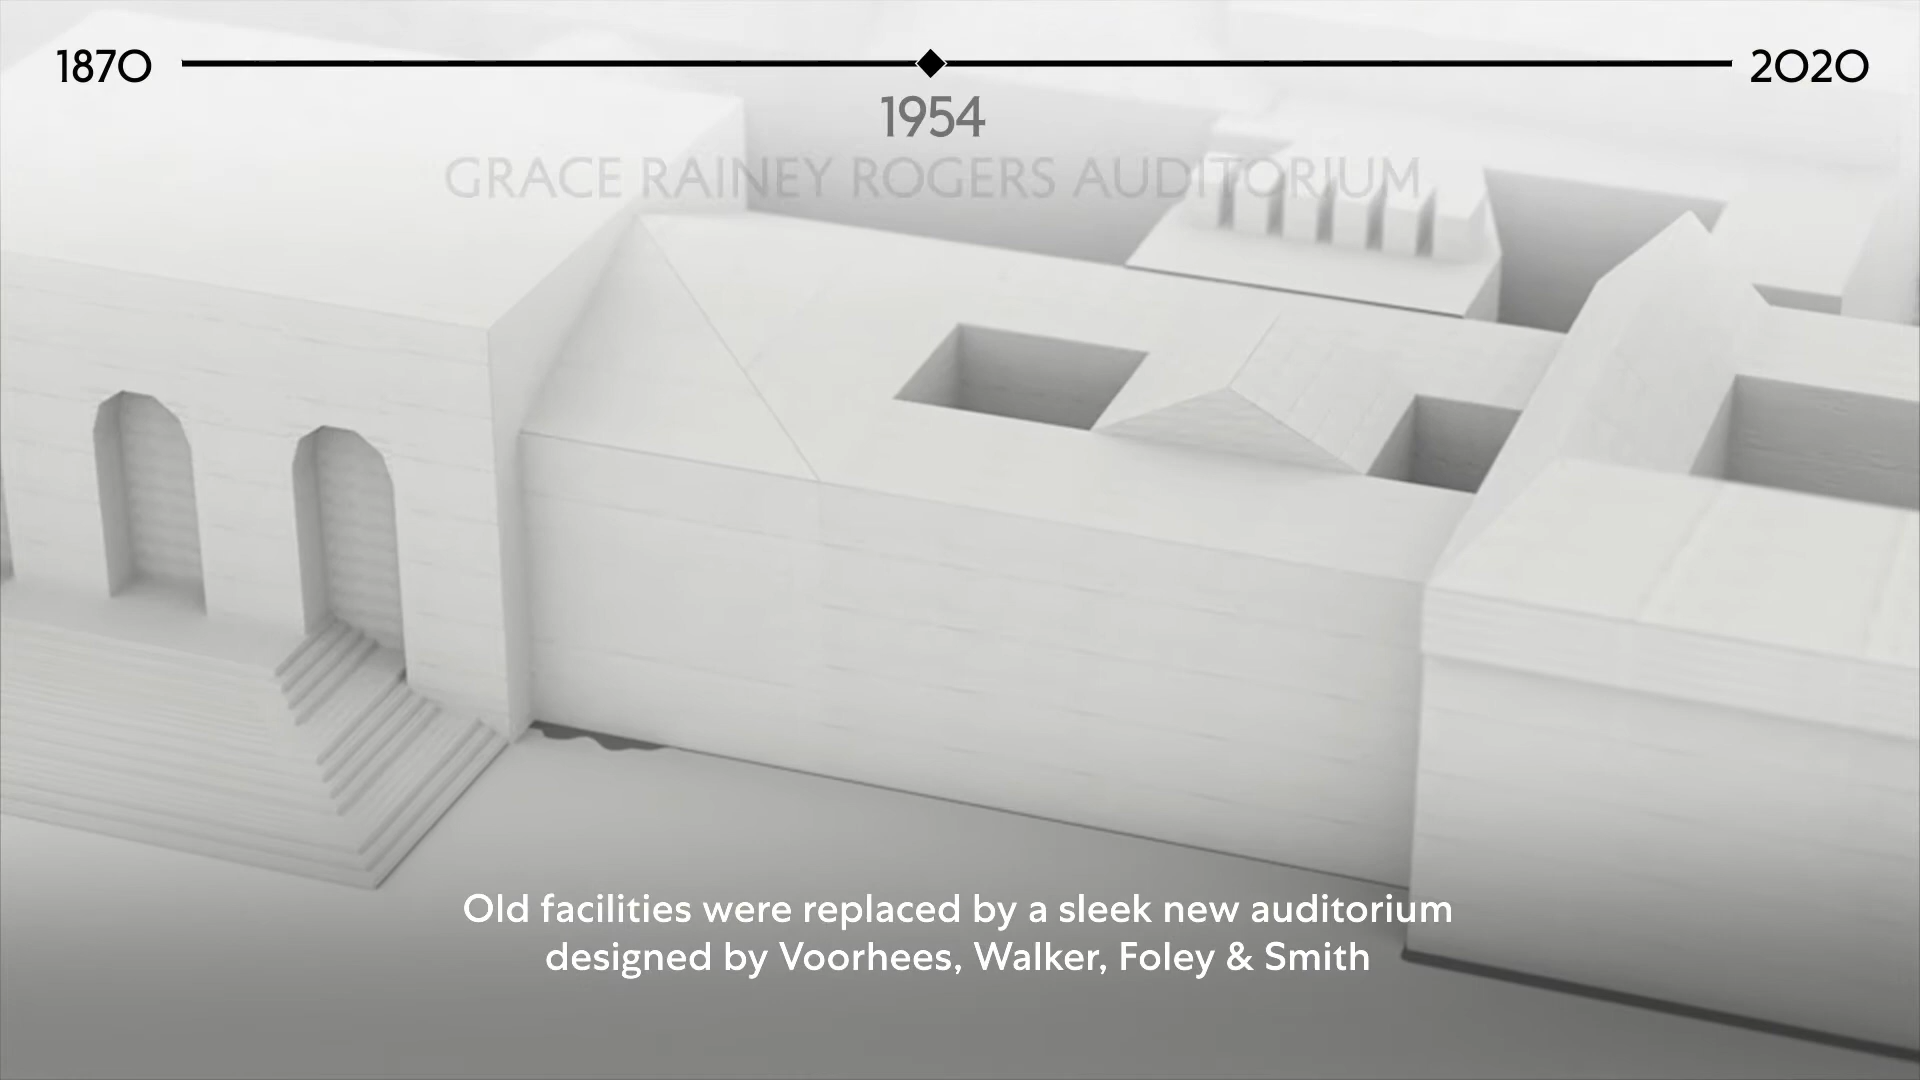 1870
2020
1954
GRACE RAINEY ROGERS AUDITORIUM
Old facilities were replaced by a sleek new auditorium
designed by Voorhees, Walker, Foley & Smith